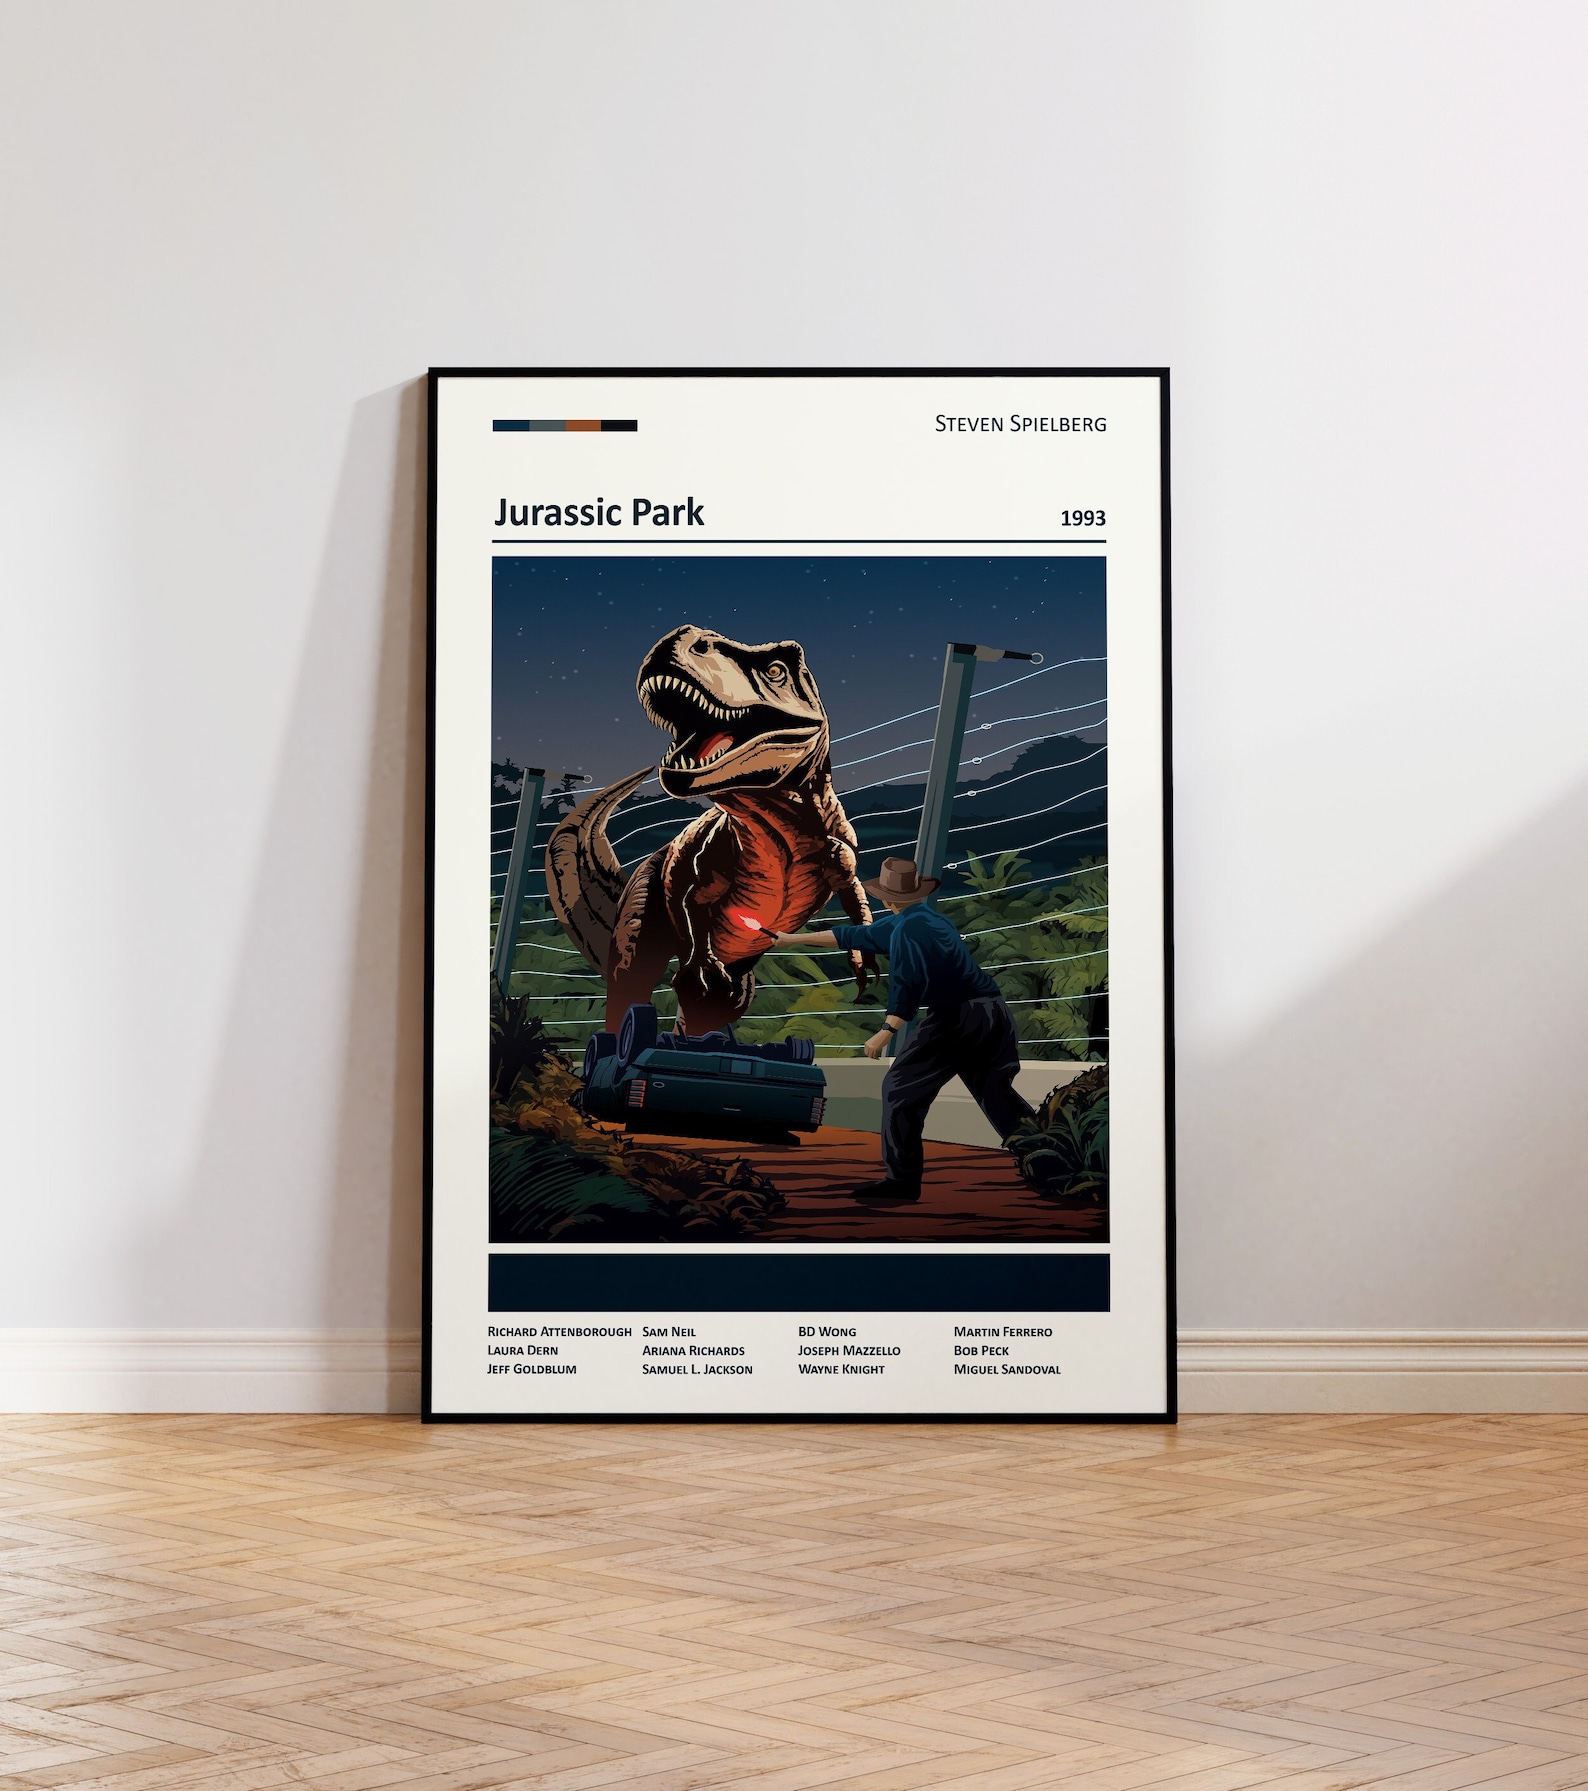 Steven Spielberg
Jurassic Park
1993
Richard Attenborough
Laura Dern
Jeff Goldblum
Sam Neil
Ariana Richards
Samuel L. Jackson
BD Wong
Joseph Mazzello
Wayne Knight
Martin Ferrero
Bob Peck
Miguel Sandoval